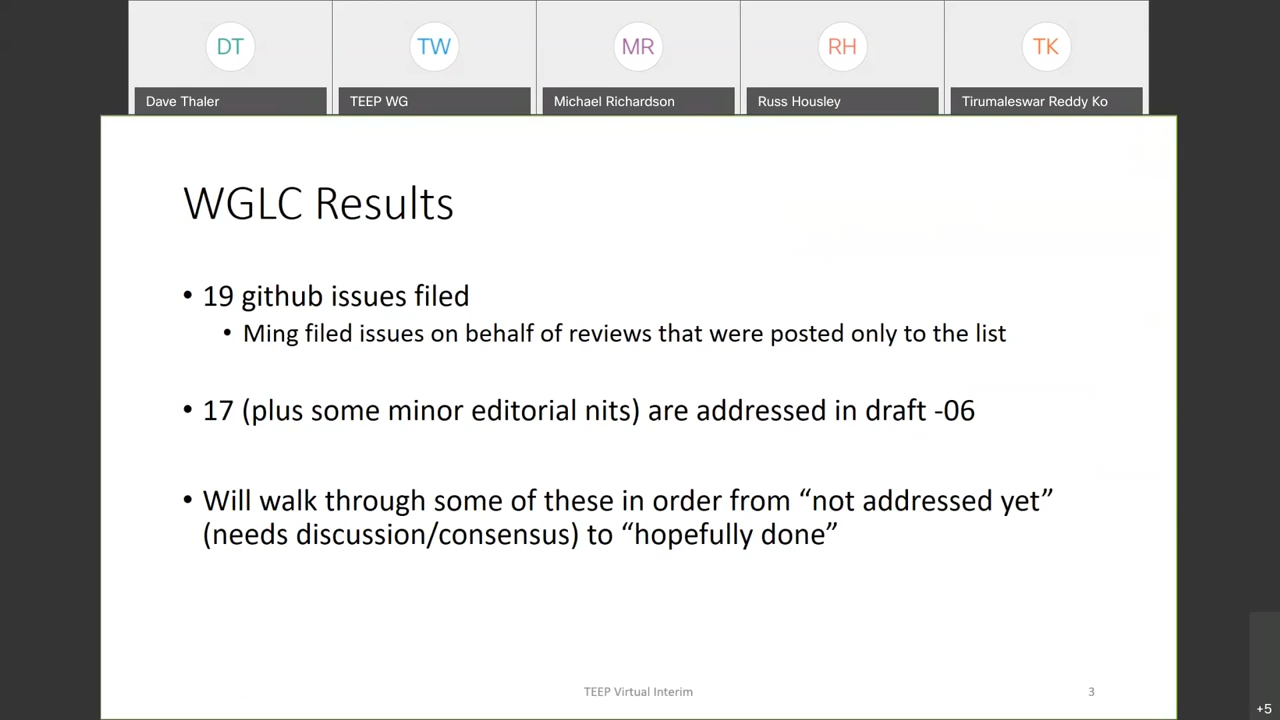 DT
TW
MR
RH
TK
Dave Thaler
TEEP WG
Michael Richardson
Russ Housley
Tirumaleswar Reddy Ko
WGLC Results
• 19 github issues filed
• Ming filed issues on behalf of reviews that were posted only to the list
• 17 (plus some minor editorial nits) are addressed in draft -06
• Will walk through some of these in order from “not addressed yet”
(needs discussion/consensus) to “hopefully done”
TEEP Virtual Interim
3
+5